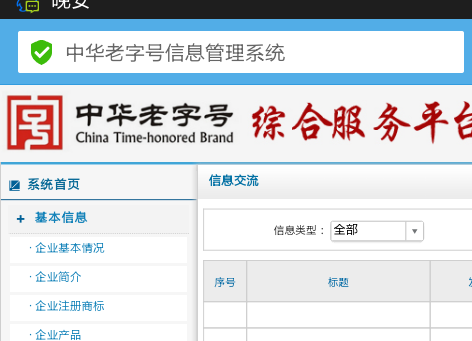 晚安
中华老字号信息管理系统
中华老字号
China Time-honored Brand
综合服务平台
系统首页
信息交流
基本信息
信息类型：
全部
· 企业基本情况
· 企业简介
· 企业注册商标
· 企业产品
序号
标题